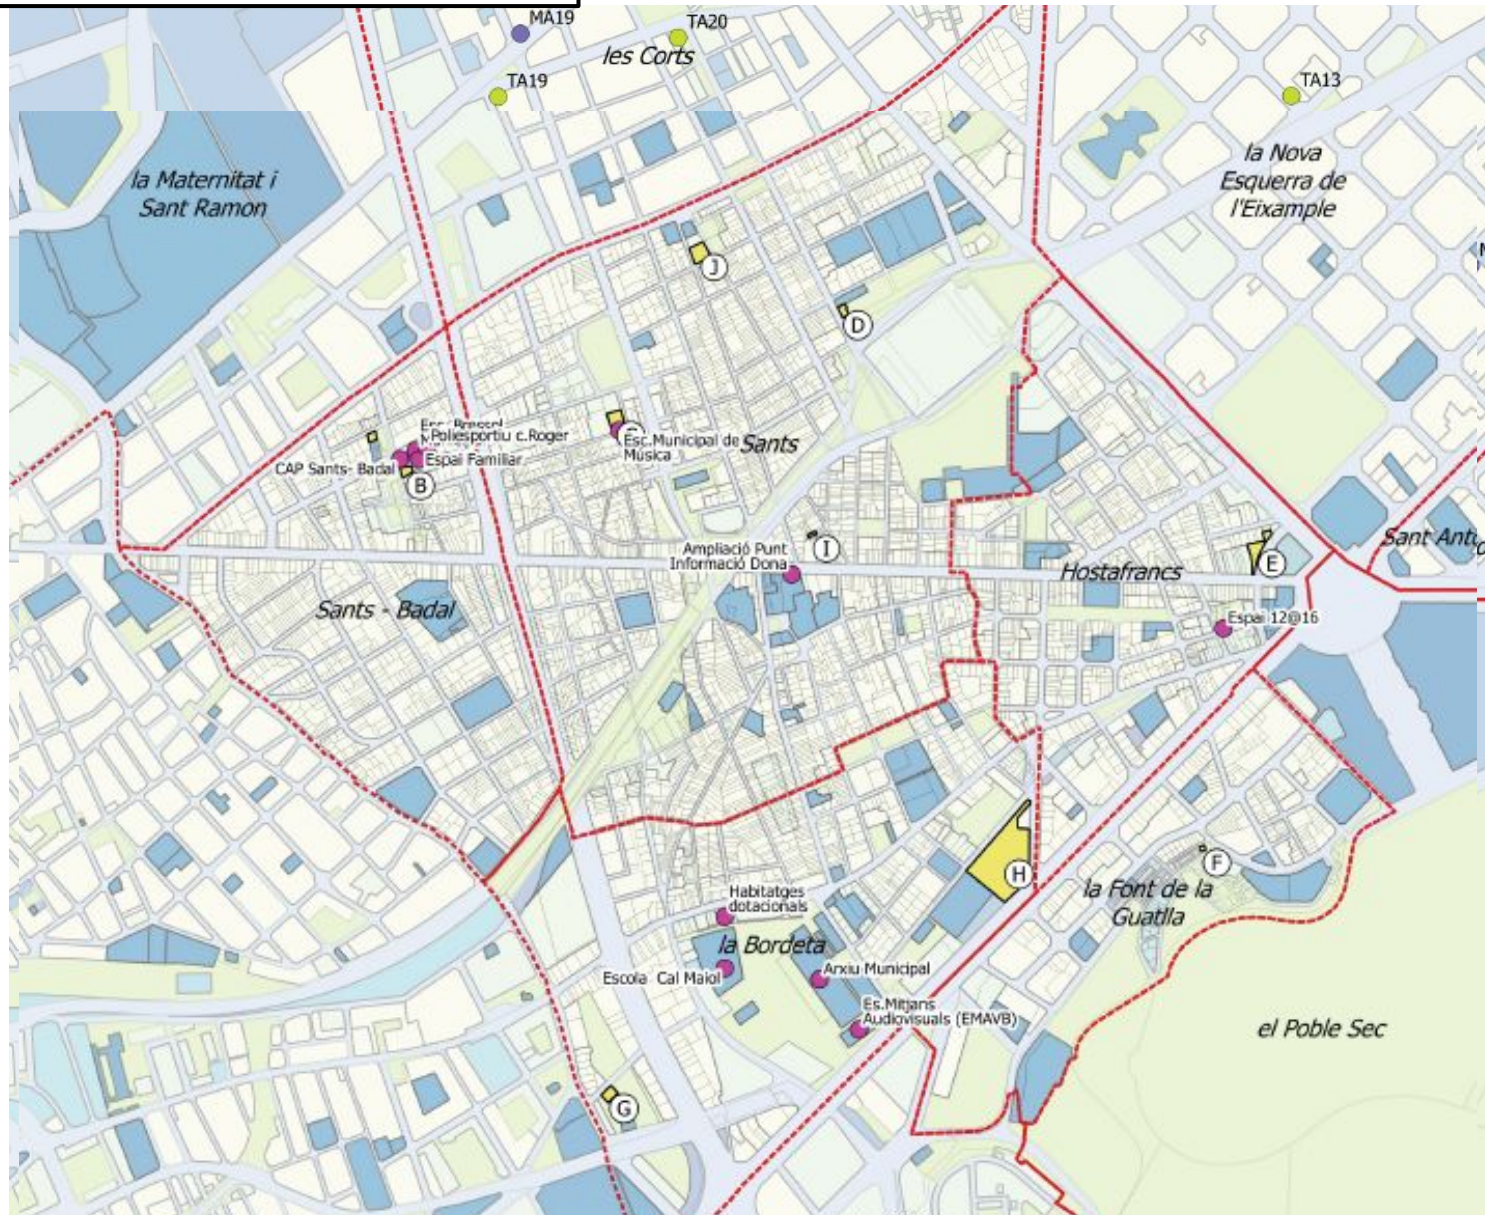 MA19
TA20
les Corts
TA19
TA13
la Maternitat i
Sant Ramon
la Nova
Esquerra de
l'Eixample
J
D
Poliesportiu c.Roger
Esc.Municipal de
Música
Sants
CAP Sants- Badal
Espai Familiar
B
Ampliació Punt
Informació Dona
I
Sant Anto
Hostafrancs
E
Sants - Badal
Espai 12@16
F
H
la Font de la
Guatlla
Habitatges
dotacionals
la Bordeta
Escola Cal Maiol
Arxiu Municipal
Es.Mitjans
Audiovisuals (EMAVB)
el Poble Sec
G